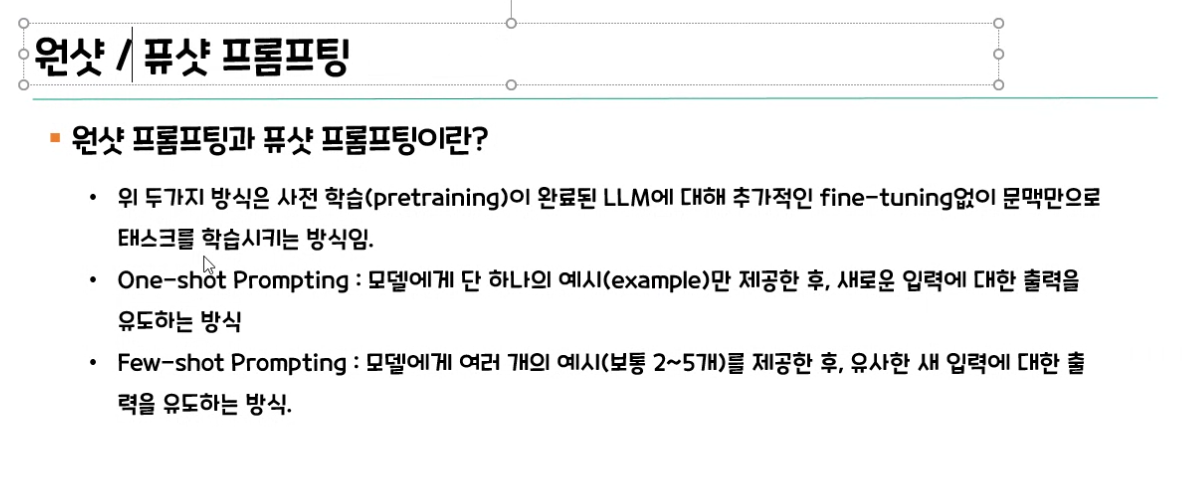 원샷 / 퓨샷 프롬프팅
▪ 원샷 프롬프팅과 퓨샷 프롬프팅이란?
• 위 두가지 방식은 사전 학습(pretraining)이 완료된 LLM에 대해 추가적인 fine-tuning없이 문맥만으로
태스크를 학습시키는 방식임.
• One-shot Prompting : 모델에게 단 하나의 예시(example)만 제공한 후, 새로운 입력에 대한 출력을
유도하는 방식
• Few-shot Prompting : 모델에게 여러 개의 예시(보통 2~5개)를 제공한 후, 유사한 새 입력에 대한 출
력을 유도하는 방식.